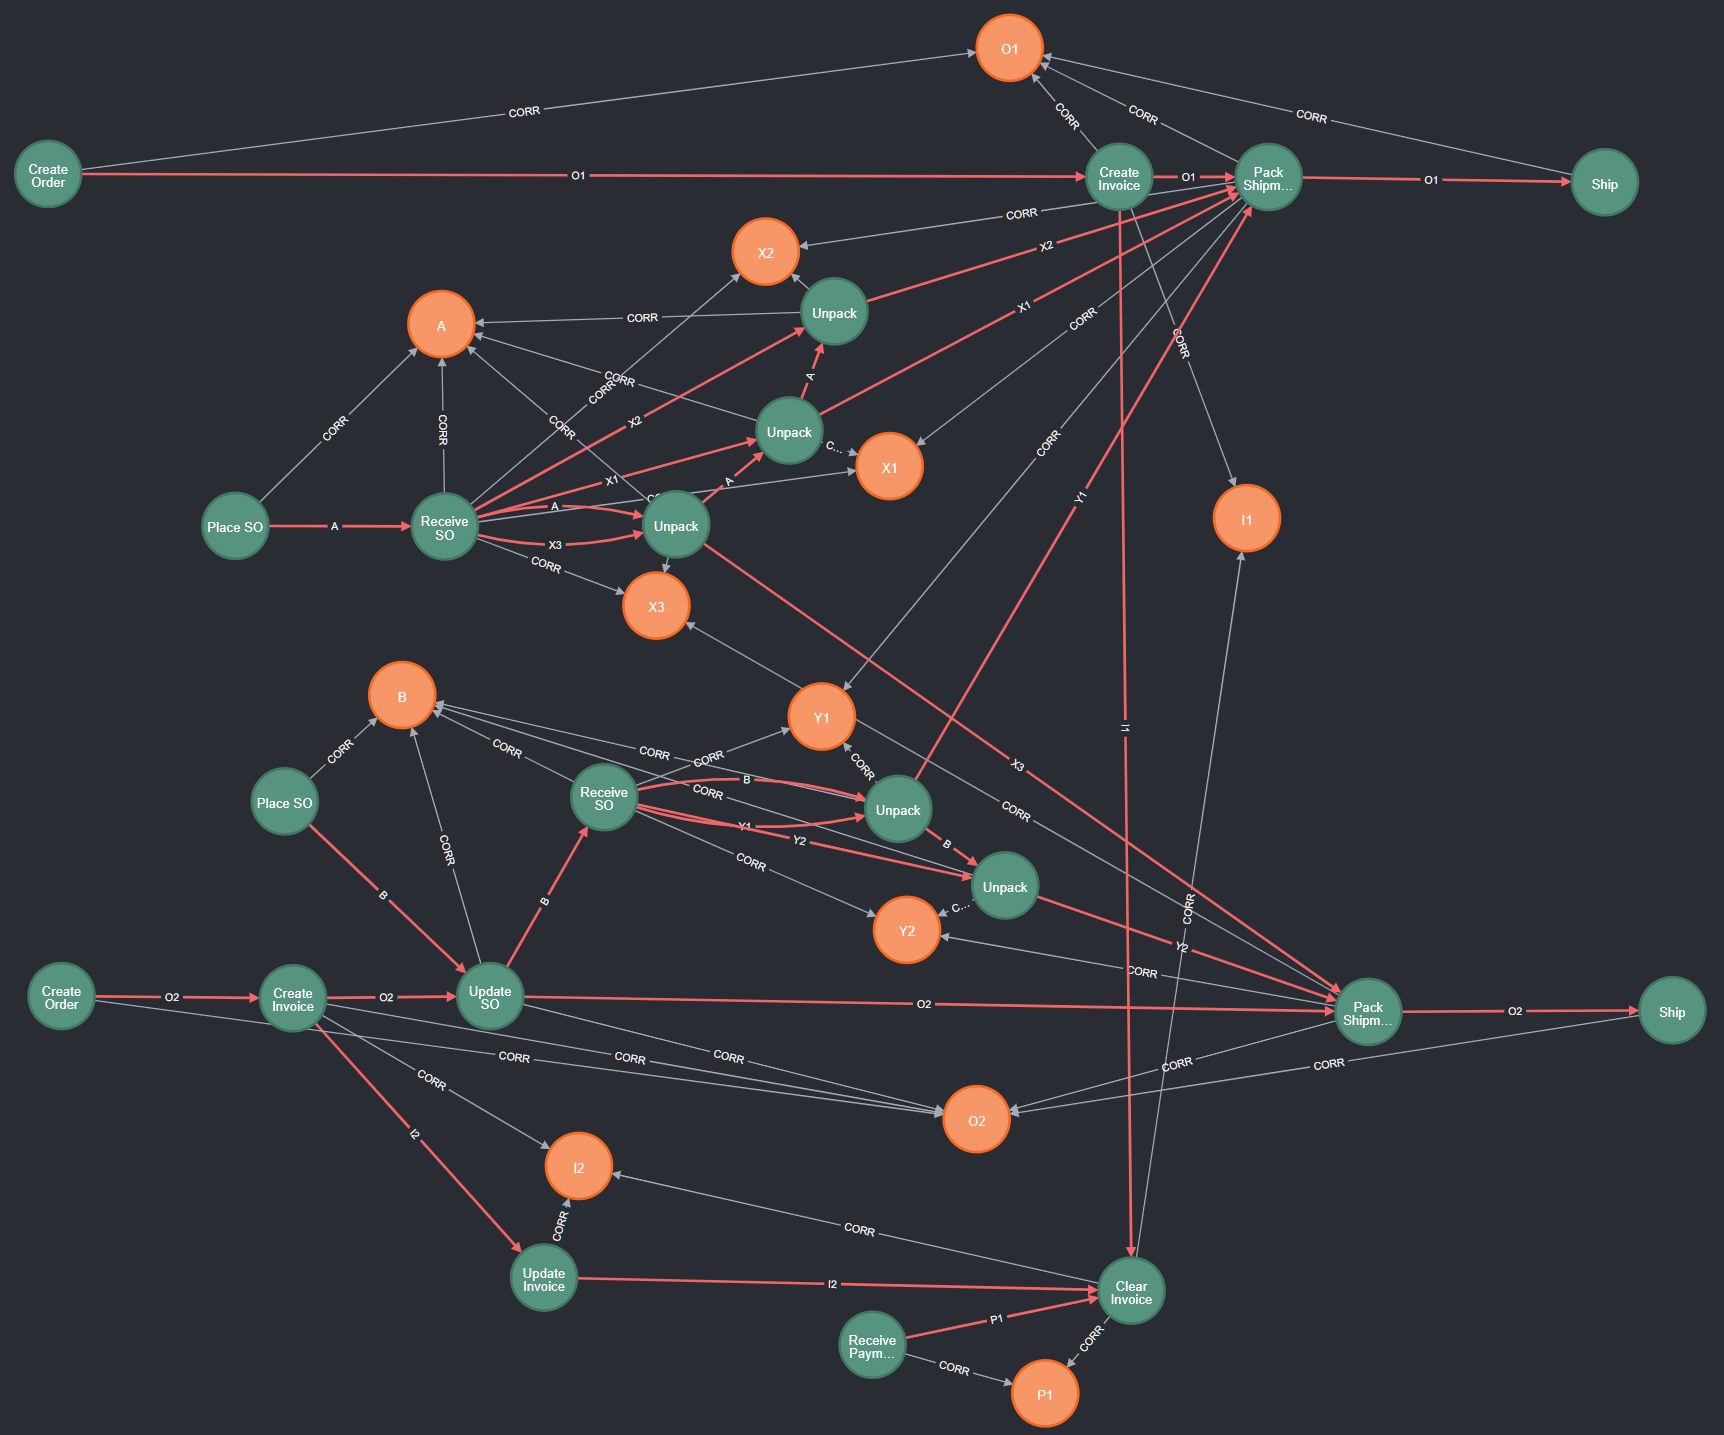 O1
CORR
CORR
CORR
CORR
Create
Order
O1
Create
Invoice
O1
Pack
Shipm...
O1
Ship
CORR
X2
X2
A
CORR
Unpack
X1
CORR
CORR
A
CORR
CORR
X2
CORR
CORR
CORR
Unpack
C...
X1
CORR
X1
A
Y1
Place SO
A
Receive
SO
A
Unpack
I1
X3
CORR
X3
B
Y1
I1
CORR
CORR
CORR
CORR
CORR
X3
Place SO
Receive
SO
B
CORR
Unpack
CORR
Y1
Y2
B
CORR
CORR
Unpack
B
B
C...
CORR
Y2
Y2
CORR
Create
Order
O2
Create
Invoice
O2
Update
SO
O2
Pack
Shipm...
O2
Ship
CORR
CORR
CORR
CORR
CORR
CORR
O2
I2
I2
CORR
CORR
Update
Invoice
I2
Clear
Invoice
P1
Receive
Paym...
CORR
CORR
P1